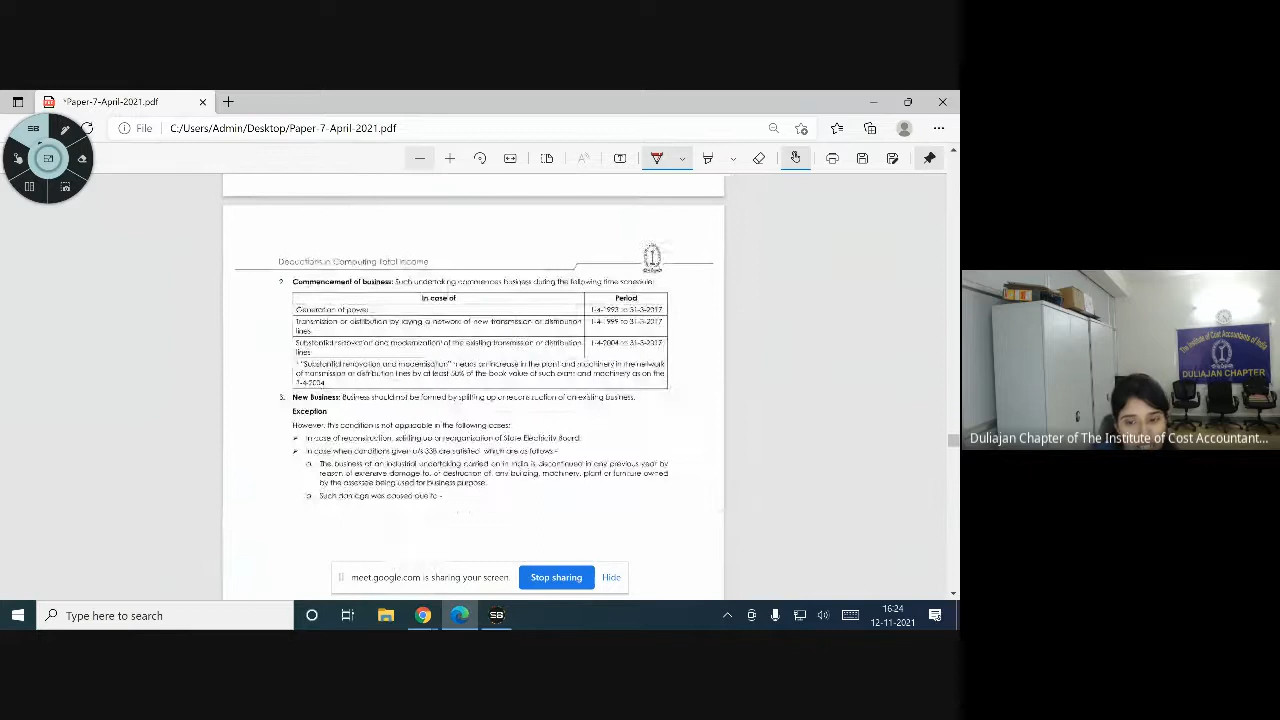 *Paper-7-April-2021.pdf
File
C:/Users/Admin/Desktop/Paper-7-April-2021.pdf
SB
Deductions in Computing Total Income
2. Commencement of business: Such undertaking commences business during the following time schedule
In case of
Period
Generation of power
1-4-1993 to 31-3-2017
Transmission or distribution by laying a network of new transmission or distribution
lines
1-4-1999 to 31-3-2017
Substantial renovation and modernization* of the existing transmission or distribution
lines
1-4-2004 to 31-3-2017
* "Substantial renovation and modernisation" means an increase in the plant and machinery in the network
of transmission or distribution lines by at least 50% of the book value of such plant and machinery as on the
1-4-2004
3. New Business: Business should not be formed by splitting up or reconstruction of an existing business.
Exception
However, this condition is not applicable in the following cases:
➢ In case of reconstruction, splitting up or reorganization of State Electricity Board.
➢ In case when conditions given u/s 33B are satisfied, which are as follows -
a. The business of an industrial undertaking carried on in India is discontinued in any previous year by
reason of extensive damage to, or destruction of, any building, machinery, plant or furniture owned
by the assessee being used for business purpose.
b. Such damage was caused due to -
meet.google.com is sharing your screen.
Stop sharing
Hide
Type here to search
SB
16:24
12-11-2021
The Institute of Cost Accountants of India
DULIAJAN CHAPTER
Duliajan Chapter of The Institute of Cost Accountant...